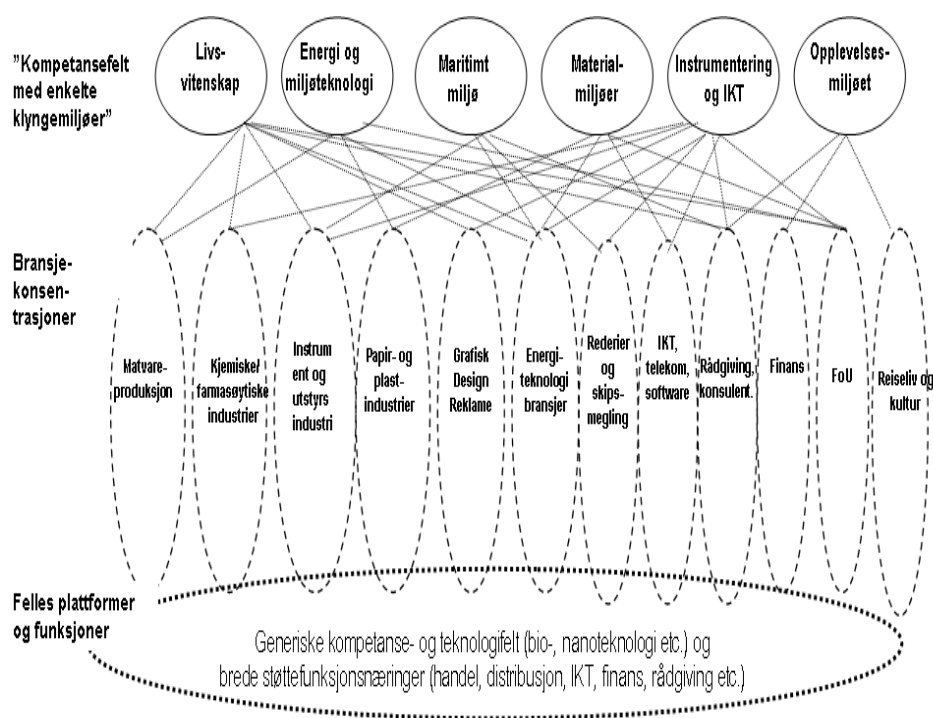 "Kompetansefelt
med enkelte
klyngemiljøer"
Livs-
vitenskap
Energi og
miljøteknologi
Maritimt
miljø
Material-
miljøer
Instrumentering
og IKT
Opplevelses-
miljøet
Bransje-
konsen-
trasjoner
Matvare-
produksjon
Kjemiske/
farmasøytiske
industrier
Instrum
ent og
utstyrs
industri
Papir- og
plast-
industrier
Grafisk
Design
Reklame
Energi-
teknologi
bransjer
Rederier
og
skips-
megling
IKT,
telekom,
software
Rådgiving,
konsulent.
Finans
FoU
Reiseliv og
kultur
Felles plattformer
og funksjoner
Generiske kompetanse- og teknologifelt (bio-, nanoteknologi etc.) og
brede støttefunksjonsnæringer (handel, distribusjon, IKT, finans, rådgiving etc.)